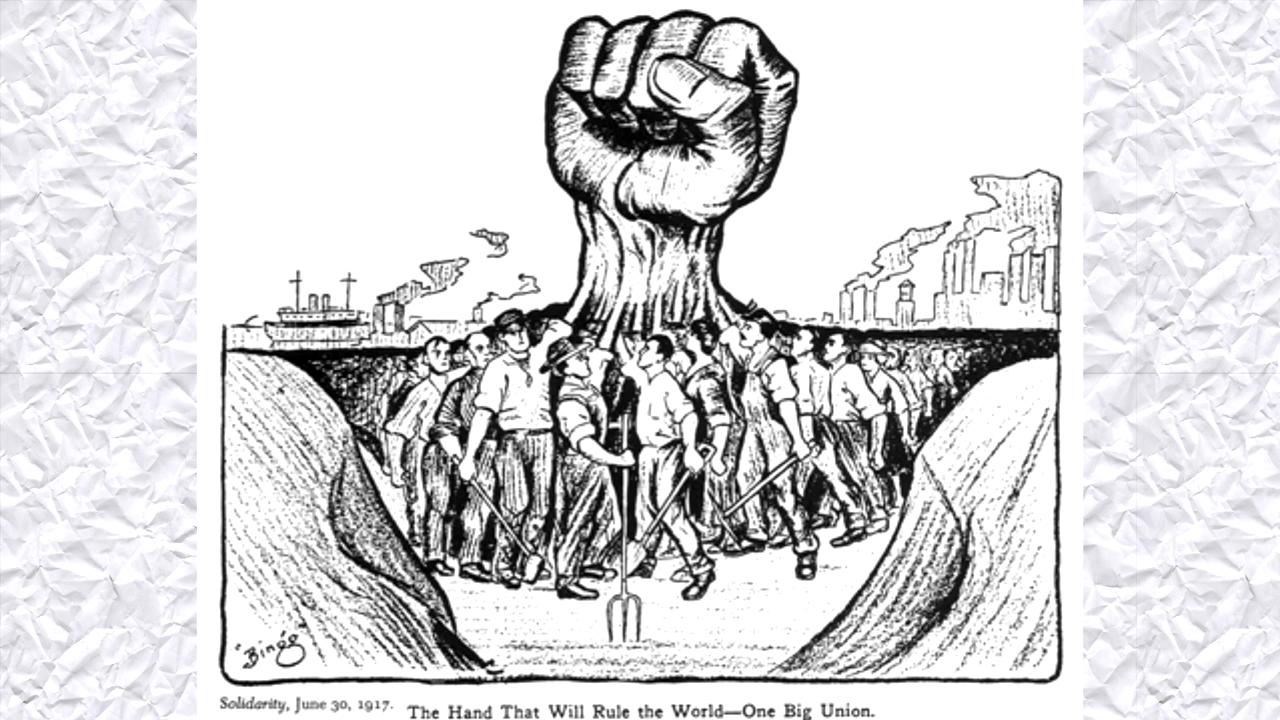 "Bingo"
Solidarity, June 30, 1917.
The Hand That Will Rule the World—One Big Union.